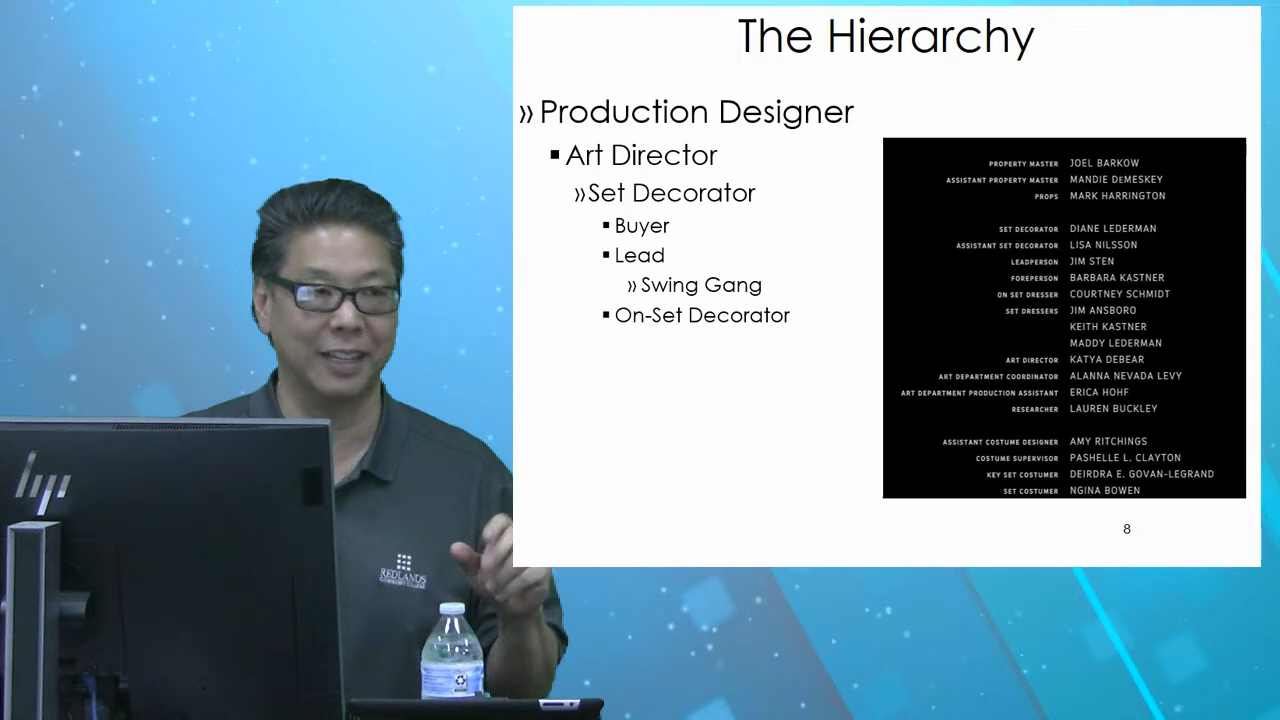 The Hierarchy
» Production Designer
▪ Art Director
» Set Decorator
▪ Buyer
▪ Lead
» Swing Gang
▪ On-Set Decorator
PROPERTY MASTER JOEL BARKOW
ASSISTANT PROPERTY MASTER MANDIE DEMESKEY
PROPS MARK HARRINGTON
SET DECORATOR DIANE LEDERMAN
ASSISTANT SET DECORATOR LISA NILSSON
LEADPERSON JIM STEN
FOREPERSON BARBARA KASTNER
ON SET DRESSER COURTNEY SCHMIDT
SET DRESSERS JIM ANSBORO
KEITH KASTNER
MADDY LEDERMAN
ART DIRECTOR KATYA DEBEAR
ART DEPARTMENT COORDINATOR ALANNA NEVADA LEVY
ART DEPARTMENT PRODUCTION ASSISTANT ERICA HOHF
RESEARCHER LAUREN BUCKLEY
ASSISTANT COSTUME DESIGNER AMY RITCHINGS
COSTUME SUPERVISOR PASHELLE L. CLAYTON
KEY SET COSTUMER DEIRDRA E. GOVAN-LEGRAND
SET COSTUMER NGINA BOWEN
8
hp
REDLANDS